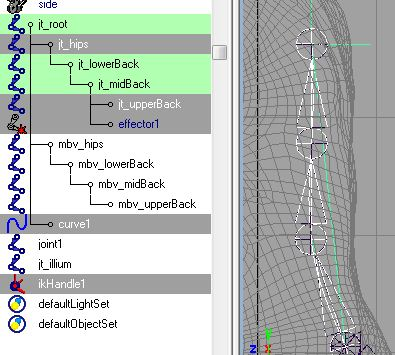 side
jt_root
jt_hips
jt_lowerBack
jt_midBack
jt_upperBack
effector1
mbv_hips
mbv_lowerBack
mbv_midBack
mbv_upperBack
curve1
joint1
jt_illium
ikHandle1
defaultLightSet
defaultObjectSet
Y
Z X